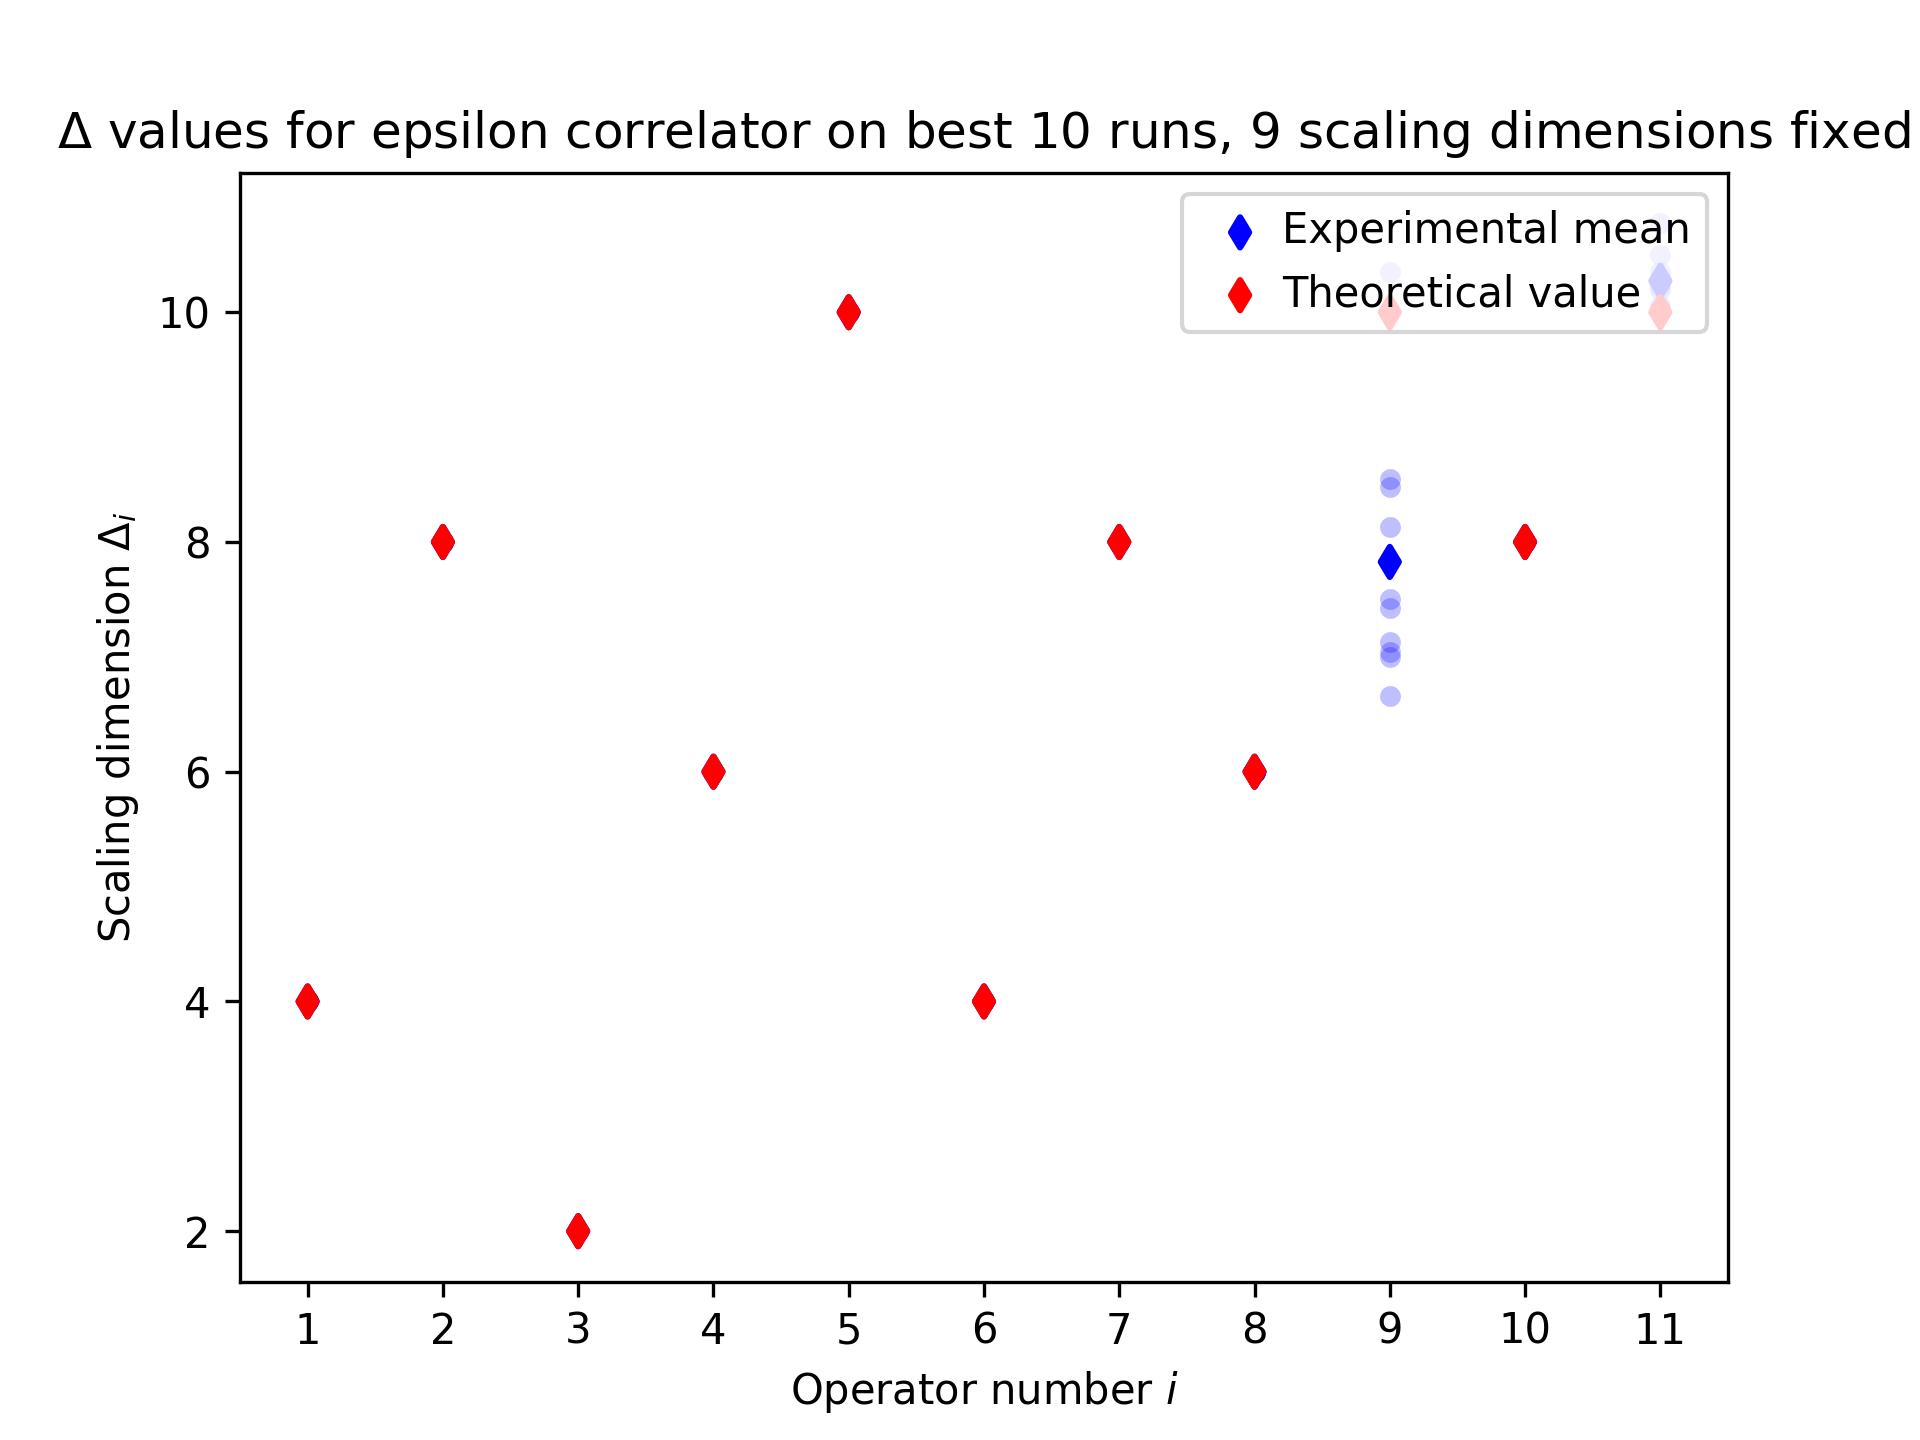 Δ values for epsilon correlator on best 10 runs, 9 scaling dimensions fixed
Experimental mean
Theoretical value
10
8
6
4
2
Scaling dimension Δᵢ
1 2 3 4 5 6 7 8 9 10 11
Operator number i